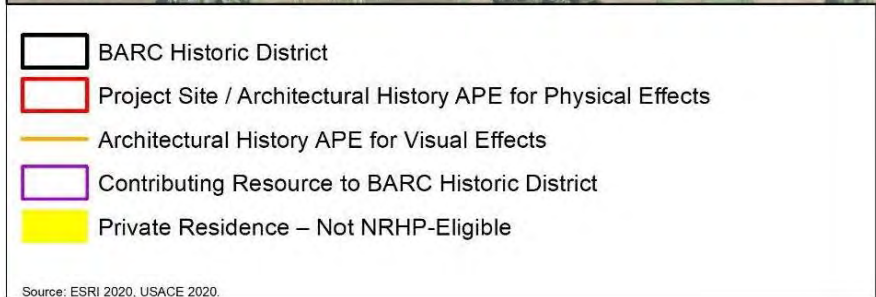 BARC Historic District
Project Site / Architectural History APE for Physical Effects
Architectural History APE for Visual Effects
Contributing Resource to BARC Historic District
Private Residence – Not NRHP-Eligible
Source: ESRI 2020, USACE 2020.